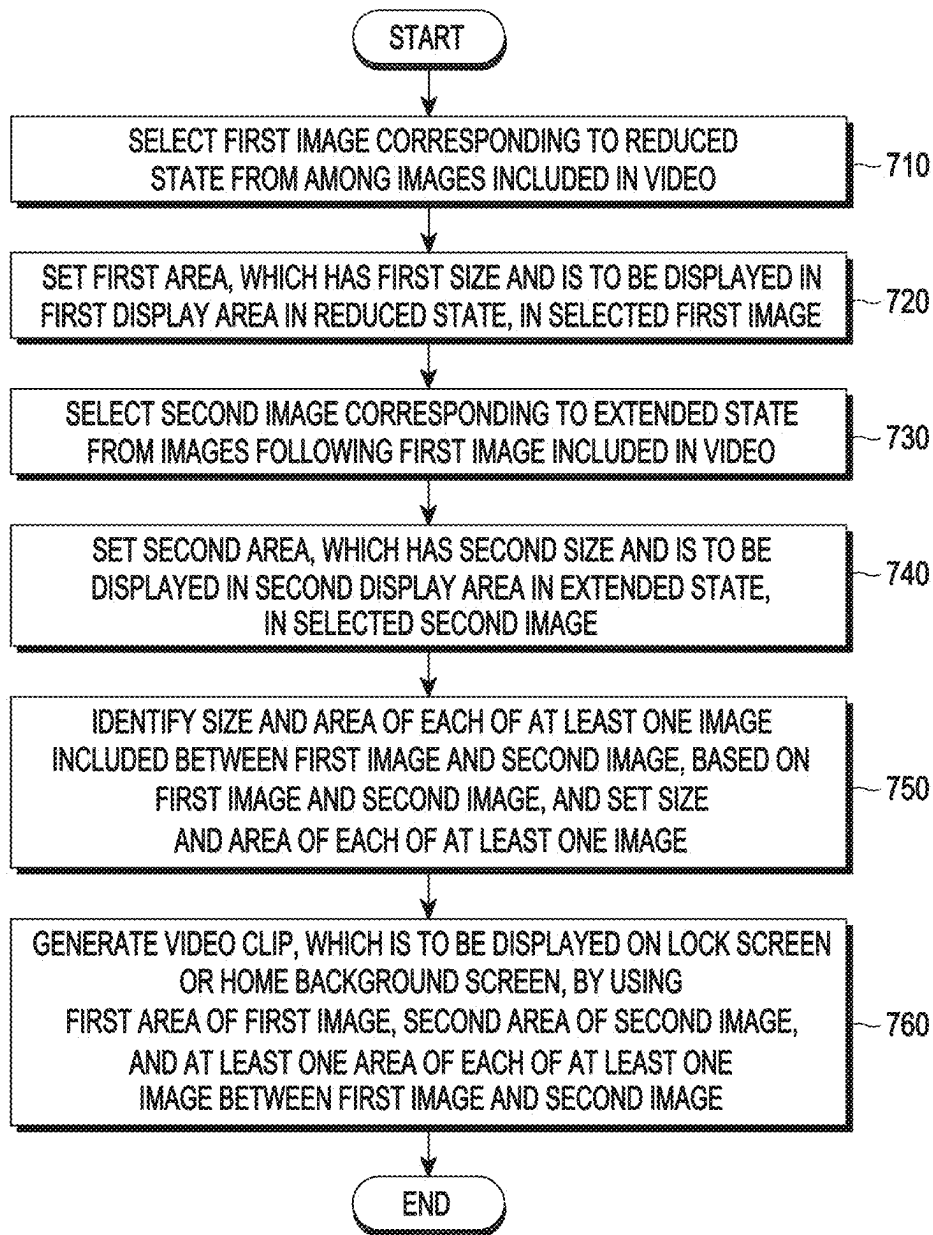 START
SELECT FIRST IMAGE CORRESPONDING TO REDUCED
STATE FROM AMONG IMAGES INCLUDED IN VIDEO
710
SET FIRST AREA, WHICH HAS FIRST SIZE AND IS TO BE DISPLAYED IN
FIRST DISPLAY AREA IN REDUCED STATE, IN SELECTED FIRST IMAGE
720
SELECT SECOND IMAGE CORRESPONDING TO EXTENDED STATE
FROM IMAGES FOLLOWING FIRST IMAGE INCLUDED IN VIDEO
730
SET SECOND AREA, WHICH HAS SECOND SIZE AND IS TO BE
DISPLAYED IN SECOND DISPLAY AREA IN EXTENDED STATE,
IN SELECTED SECOND IMAGE
740
IDENTIFY SIZE AND AREA OF EACH OF AT LEAST ONE IMAGE
INCLUDED BETWEEN FIRST IMAGE AND SECOND IMAGE, BASED ON
FIRST IMAGE AND SECOND IMAGE, AND SET SIZE
AND AREA OF EACH OF AT LEAST ONE IMAGE
750
GENERATE VIDEO CLIP, WHICH IS TO BE DISPLAYED ON LOCK SCREEN
OR HOME BACKGROUND SCREEN, BY USING
FIRST AREA OF FIRST IMAGE, SECOND AREA OF SECOND IMAGE,
AND AT LEAST ONE AREA OF EACH OF AT LEAST ONE
IMAGE BETWEEN FIRST IMAGE AND SECOND IMAGE
760
END